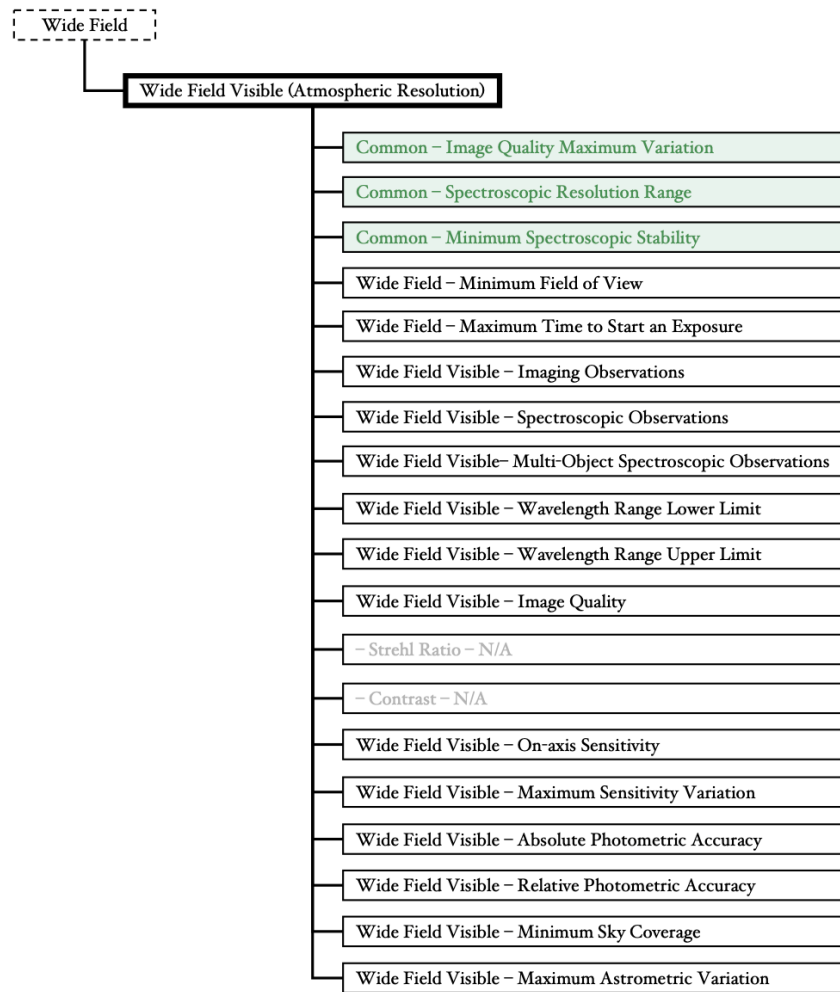 Wide Field
Wide Field Visible (Atmospheric Resolution)
Common – Image Quality Maximum Variation
Common – Spectroscopic Resolution Range
Common – Minimum Spectroscopic Stability
Wide Field – Minimum Field of View
Wide Field – Maximum Time to Start an Exposure
Wide Field Visible – Imaging Observations
Wide Field Visible – Spectroscopic Observations
Wide Field Visible– Multi-Object Spectroscopic Observations
Wide Field Visible – Wavelength Range Lower Limit
Wide Field Visible – Wavelength Range Upper Limit
Wide Field Visible – Image Quality
– Strehl Ratio – N/A
– Contrast – N/A
Wide Field Visible – On-axis Sensitivity
Wide Field Visible – Maximum Sensitivity Variation
Wide Field Visible – Absolute Photometric Accuracy
Wide Field Visible – Relative Photometric Accuracy
Wide Field Visible – Minimum Sky Coverage
Wide Field Visible – Maximum Astrometric Variation